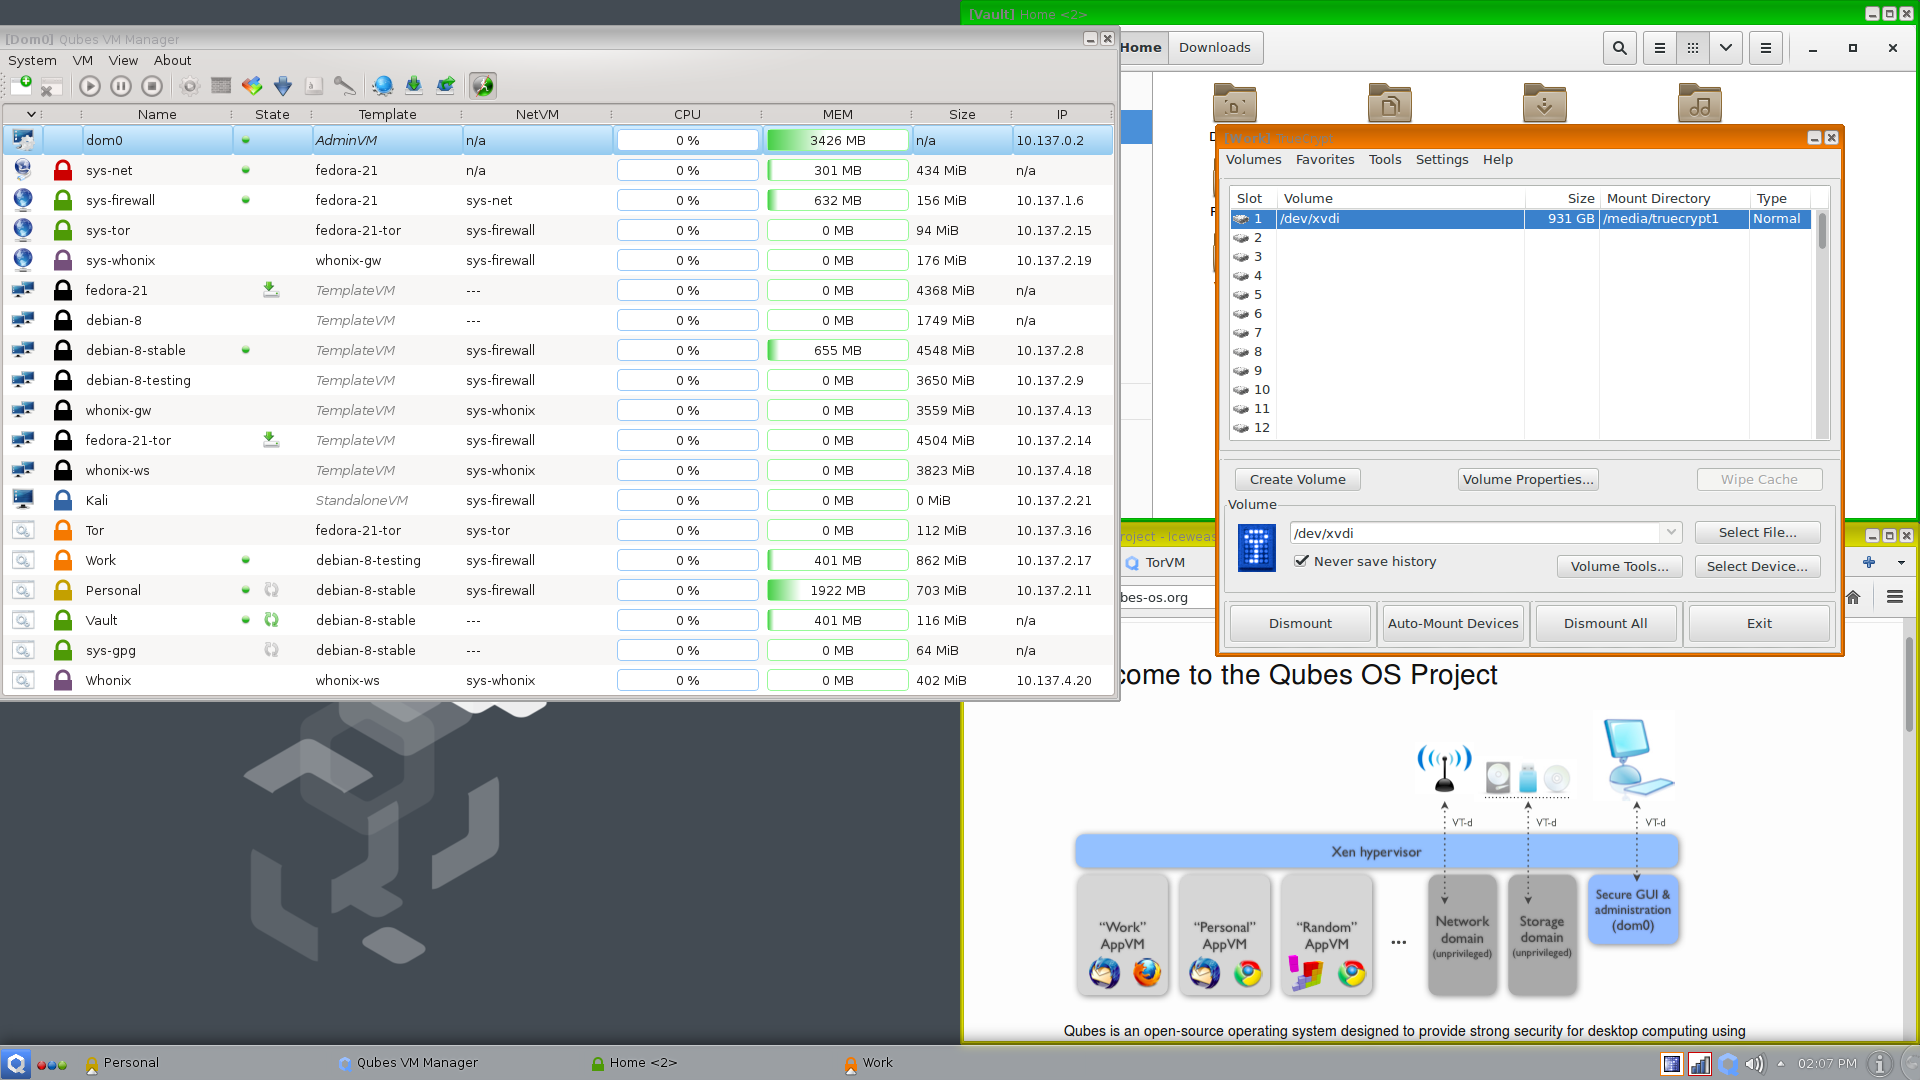 [Dom0] Qubes VM Manager
System VM View About
Name State Template NetVM CPU MEM Size IP
dom0 AdminVM n/a 0 % 3426 MB n/a 10.137.0.2
sys-net fedora-21 n/a 0 % 301 MB 434 MiB n/a
sys-firewall fedora-21 sys-net 0 % 632 MB 156 MiB 10.137.1.6
sys-tor fedora-21-tor sys-firewall 0 % 0 MB 94 MiB 10.137.2.15
sys-whonix whonix-gw sys-firewall 0 % 0 MB 176 MiB 10.137.2.19
fedora-21 TemplateVM --- 0 % 0 MB 4368 MiB n/a
debian-8 TemplateVM --- 0 % 0 MB 1749 MiB n/a
debian-8-stable TemplateVM sys-firewall 0 % 655 MB 4548 MiB 10.137.2.8
debian-8-testing TemplateVM sys-firewall 0 % 0 MB 3650 MiB 10.137.2.9
whonix-gw TemplateVM sys-whonix 0 % 0 MB 3559 MiB 10.137.4.13
fedora-21-tor TemplateVM sys-firewall 0 % 0 MB 4504 MiB 10.137.2.14
whonix-ws TemplateVM sys-whonix 0 % 0 MB 3823 MiB 10.137.4.18
Kali StandaloneVM sys-firewall 0 % 0 MB 0 MiB 10.137.2.21
Tor fedora-21-tor sys-tor 0 % 0 MB 112 MiB 10.137.3.16
Work debian-8-testing sys-firewall 0 % 401 MB 862 MiB 10.137.2.17
Personal debian-8-stable sys-firewall 0 % 1922 MB 703 MiB 10.137.2.11
Vault debian-8-stable --- 0 % 401 MB 116 MiB n/a
sys-gpg debian-8-stable --- 0 % 0 MB 64 MiB n/a
Whonix whonix-ws sys-whonix 0 % 0 MB 402 MiB 10.137.4.20
[Vault] Home <2>
Home Downloads
[Work] TrueCrypt
Volumes Favorites Tools Settings Help
Slot Volume Size Mount Directory Type
1 /dev/xvdi 931 GB /media/truecrypt1 Normal
2
3
4
5
6
7
8
9
10
11
12
Create Volume Volume Properties... Wipe Cache
Volume
/dev/xvdi Select File...
Never save history Volume Tools... Select Device...
Dismount Auto-Mount Devices Dismount All Exit
roject - Iceweas
TorVM
bes-os.org
come to the Qubes OS Project
VT-d VT-d VT-d
Xen hypervisor
“Work” AppVM
“Personal” AppVM
“Random” AppVM
...
Network domain (unprivileged)
Storage domain (unprivileged)
Secure GUI & administration (dom0)
Qubes is an open-source operating system designed to provide strong security for desktop computing using
Personal Qubes VM Manager Home <2> Work 02:07 PM